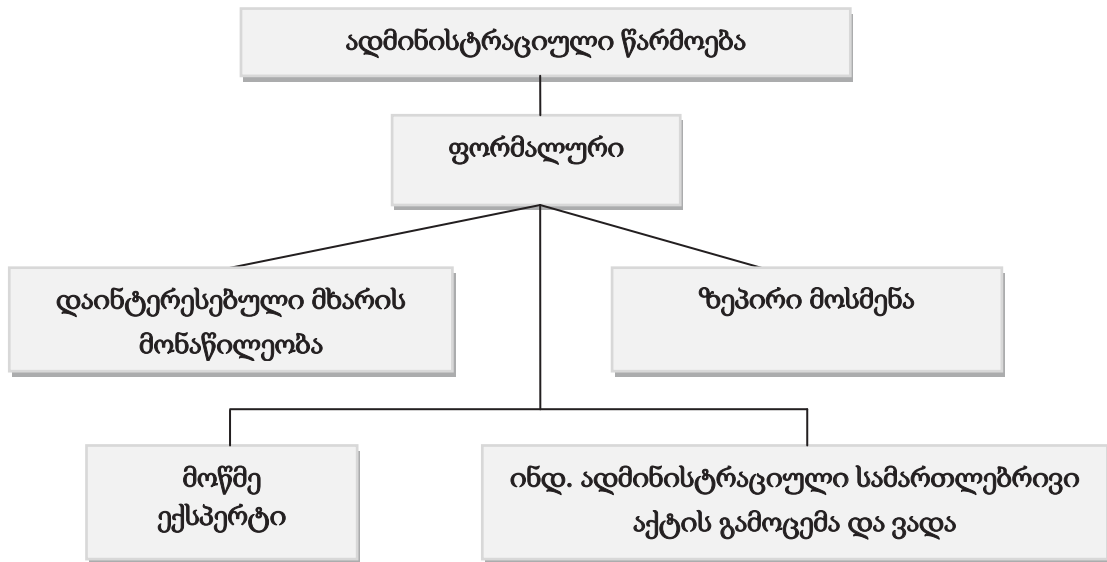 ადმინისტრაციული წარმოება
ფორმალური
დაინტერესებული მხარის
მონაწილეობა
ზეპირი მოსმენა
მოწმე
ექსპერტი
ინდ. ადმინისტრაციული სამართლებრივი
აქტის გამოცემა და ვადა